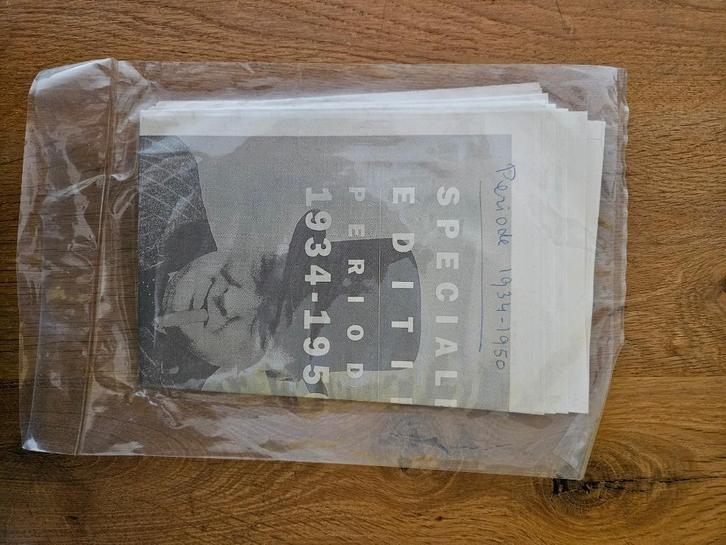 Periode 1934-1950
SPECIAL
EDITI
PERIOD
1934-195